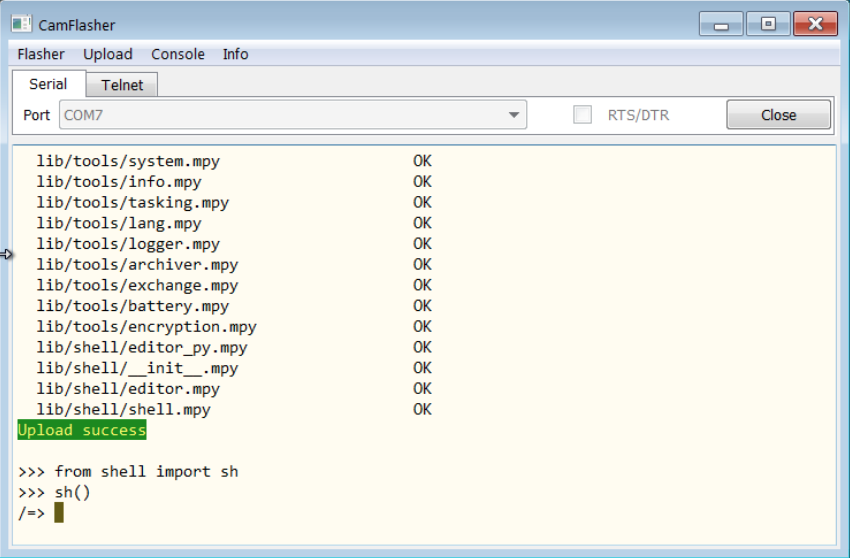 CamFlasher
Flasher Upload Console Info
Serial Telnet
Port COM7 RTS/DTR Close
lib/tools/system.mpy OK
lib/tools/info.mpy OK
lib/tools/tasking.mpy OK
lib/tools/lang.mpy OK
lib/tools/logger.mpy OK
lib/tools/archiver.mpy OK
lib/tools/exchange.mpy OK
lib/tools/battery.mpy OK
lib/tools/encryption.mpy OK
lib/shell/editor_py.mpy OK
lib/shell/__init__.mpy OK
lib/shell/editor.mpy OK
lib/shell/shell.mpy OK
Upload success
>>> from shell import sh
>>> sh()
/=>